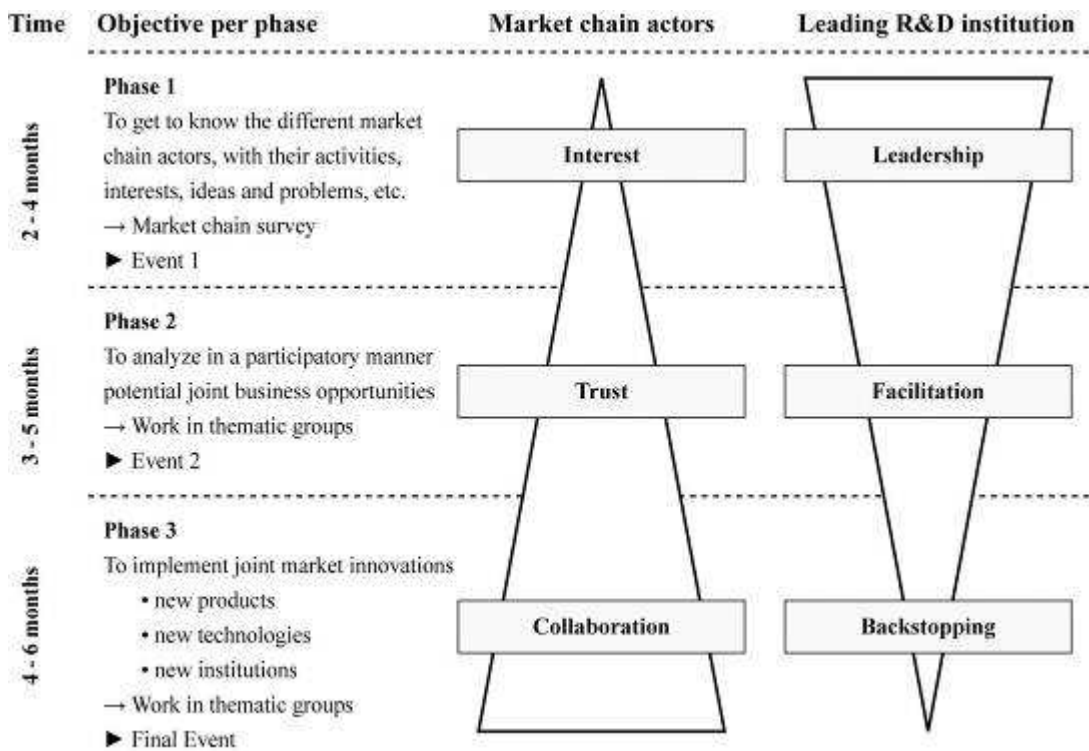 Time Objective per phase Market chain actors Leading R&D institution
2 - 4 months
Phase 1
To get to know the different market
chain actors, with their activities,
interests, ideas and problems, etc.
→ Market chain survey
► Event 1
Interest
Leadership
3 - 5 months
Phase 2
To analyze in a participatory manner
potential joint business opportunities
→ Work in thematic groups
► Event 2
Trust
Facilitation
4 - 6 months
Phase 3
To implement joint market innovations
• new products
• new technologies
• new institutions
→ Work in thematic groups
► Final Event
Collaboration
Backstopping